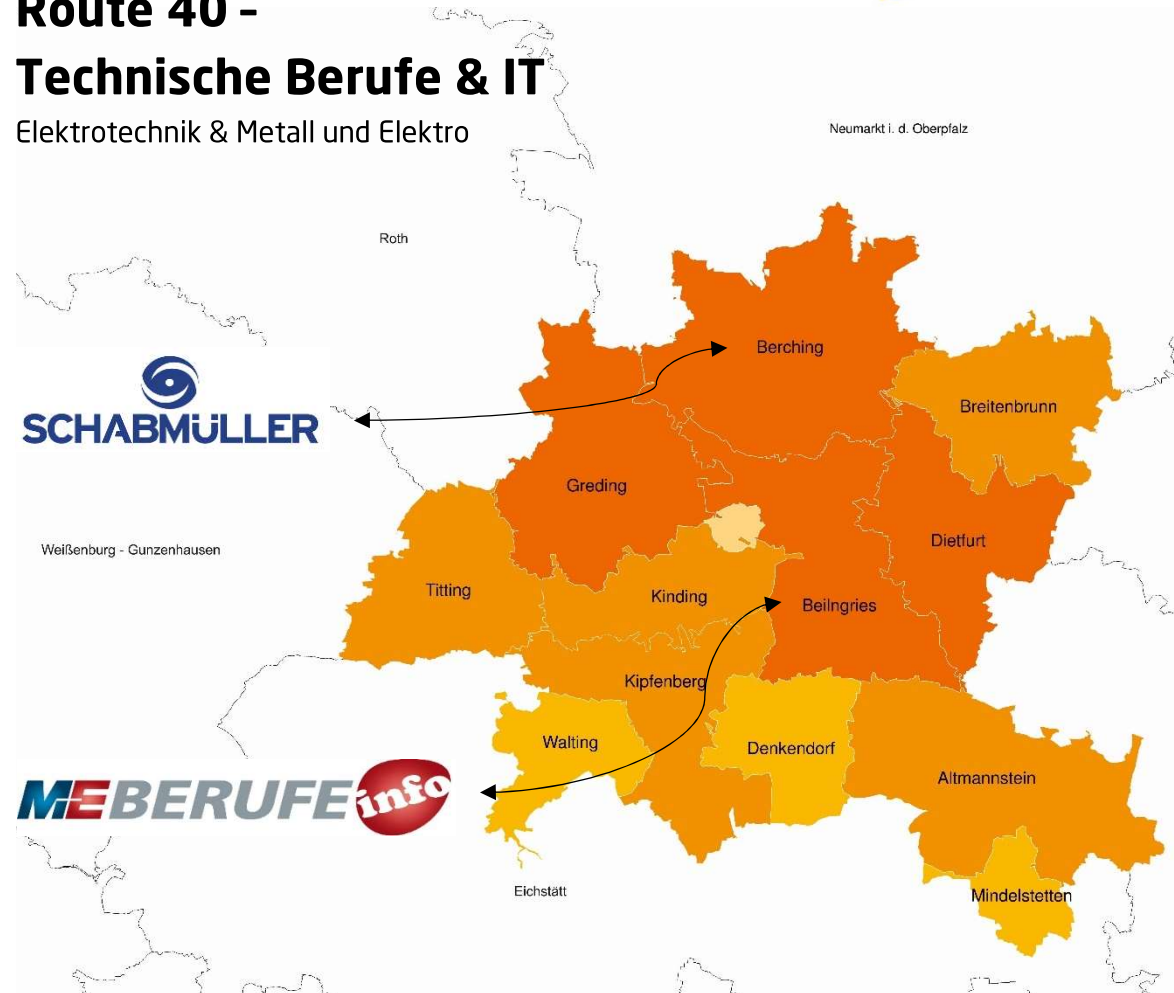 Route 40 –
Technische Berufe & IT
Elektrotechnik & Metall und Elektro
Neumarkt i. d. Oberpfalz
Roth
Berching
SCHABMÜLLER
Breitenbrunn
Greding
Weißenburg - Gunzenhausen
Dietfurt
Titting
Kinding
Beilngries
Kipfenberg
Walting
Denkendorf
Altmannstein
MEBERUFE info
Eichstätt
Mindelstetten